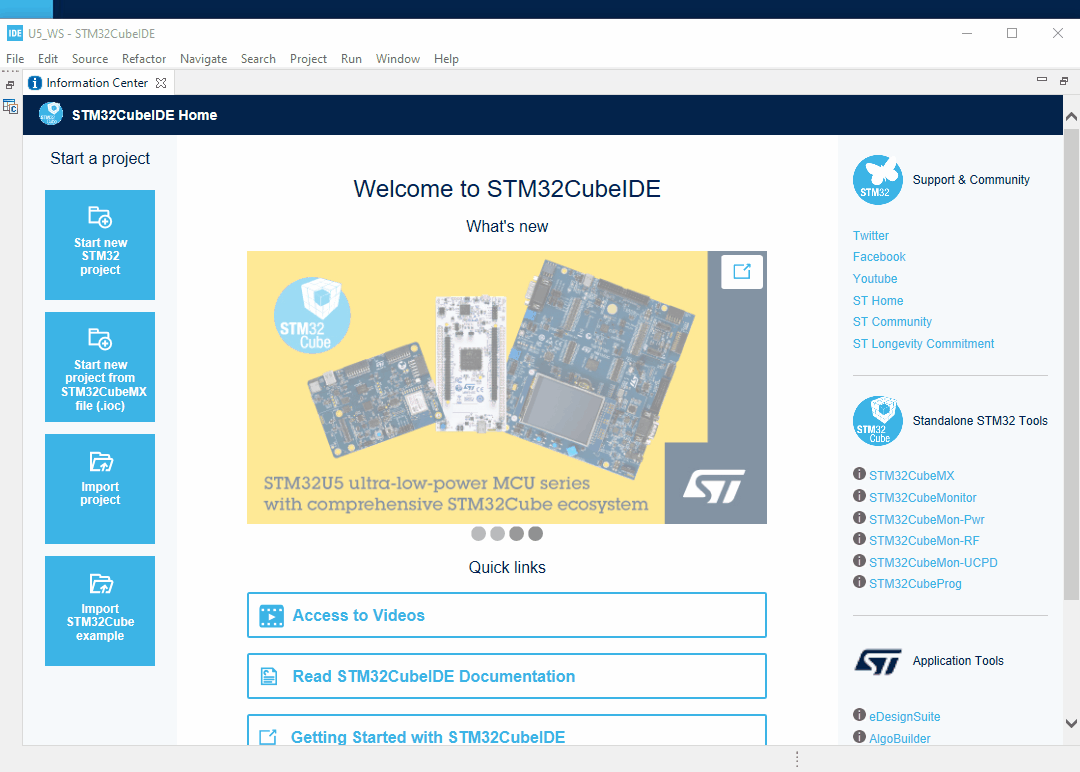 IDE U5_WS - STM32CubeIDE
File Edit Source Refactor Navigate Search Project Run Window Help
Information Center
STM32CubeIDE Home
Start a project
Start new
STM32
project
Start new
project from
STM32CubeMX
file (.ioc)
Import
project
Import
STM32Cube
example
Welcome to STM32CubeIDE
What's new
STM32
Cube
STM32U5 ultra-low-power MCU series
with comprehensive STM32Cube ecosystem
ST
Quick links
Access to Videos
Read STM32CubeIDE Documentation
Getting Started with STM32CubeIDE
STM32
Support & Community
Twitter
Facebook
Youtube
ST Home
ST Community
ST Longevity Commitment
STM32
Cube
Standalone STM32 Tools
STM32CubeMX
STM32CubeMonitor
STM32CubeMon-Pwr
STM32CubeMon-RF
STM32CubeMon-UCPD
STM32CubeProg
ST
Application Tools
eDesignSuite
AlgoBuilder